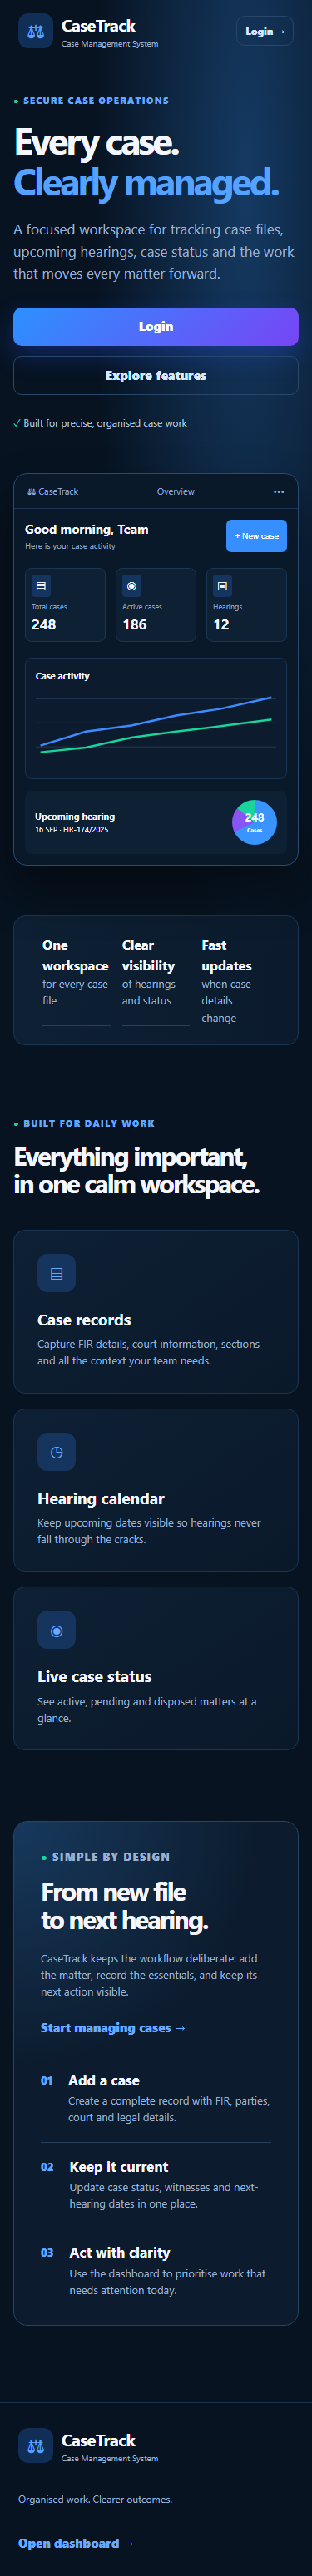 CaseTrack
Case Management System
Login →
SECURE CASE OPERATIONS
Every case.
Clearly managed.
A focused workspace for tracking case files,
upcoming hearings, case status and the work
that moves every matter forward.
Login
Explore features
✓ Built for precise, organised case work
CaseTrack
Overview
•••
Good morning, Team
Here is your case activity
+ New case
Total cases
248
Active cases
186
Hearings
12
Case activity
Upcoming hearing
16 SEP · FIR-174/2025
248
Cases
One
workspace
for every case
file
Clear
visibility
of hearings
and status
Fast
updates
when case
details
change
BUILT FOR DAILY WORK
Everything important,
in one calm workspace.
Case records
Capture FIR details, court information, sections
and all the context your team needs.
Hearing calendar
Keep upcoming dates visible so hearings never
fall through the cracks.
Live case status
See active, pending and disposed matters at a
glance.
SIMPLE BY DESIGN
From new file
to next hearing.
CaseTrack keeps the workflow deliberate: add
the matter, record the essentials, and keep its
next action visible.
Start managing cases →
01 Add a case
Create a complete record with FIR, parties,
court and legal details.
02 Keep it current
Update case status, witnesses and next-
hearing dates in one place.
03 Act with clarity
Use the dashboard to prioritise work that
needs attention today.
CaseTrack
Case Management System
Organised work. Clearer outcomes.
Open dashboard →